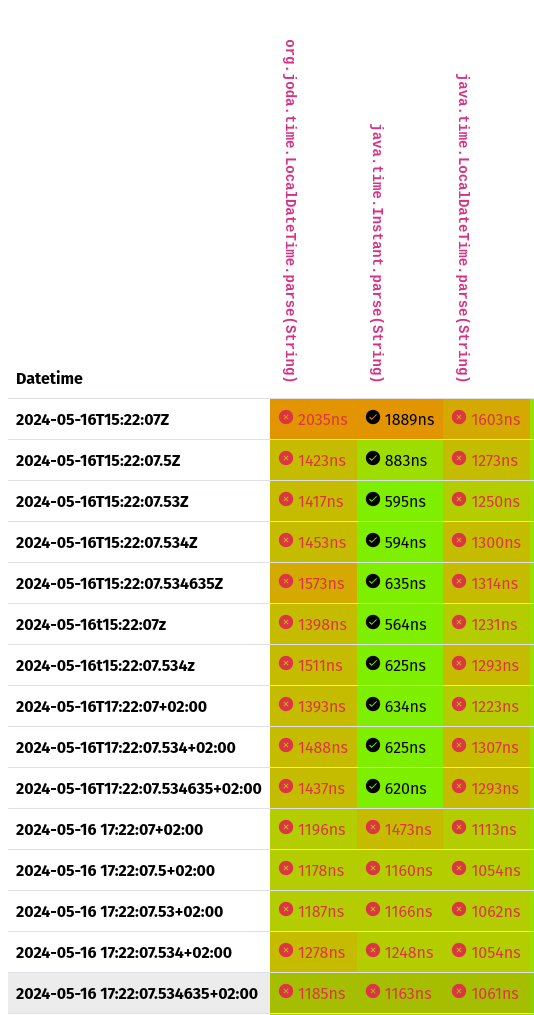 org.joda.time.LocalDateTime.parse(String)
java.time.Instant.parse(String)
java.time.LocalDateTime.parse(String)
Datetime
2024-05-16T15:22:07Z 2035ns 1889ns 1603ns
2024-05-16T15:22:07.5Z 1423ns 883ns 1273ns
2024-05-16T15:22:07.53Z 1417ns 595ns 1250ns
2024-05-16T15:22:07.534Z 1453ns 594ns 1300ns
2024-05-16T15:22:07.534635Z 1573ns 635ns 1314ns
2024-05-16t15:22:07z 1398ns 564ns 1231ns
2024-05-16t15:22:07.534z 1511ns 625ns 1293ns
2024-05-16T17:22:07+02:00 1393ns 634ns 1223ns
2024-05-16T17:22:07.534+02:00 1488ns 625ns 1307ns
2024-05-16T17:22:07.534635+02:00 1437ns 620ns 1293ns
2024-05-16 17:22:07+02:00 1196ns 1473ns 1113ns
2024-05-16 17:22:07.5+02:00 1178ns 1160ns 1054ns
2024-05-16 17:22:07.53+02:00 1187ns 1166ns 1062ns
2024-05-16 17:22:07.534+02:00 1278ns 1248ns 1054ns
2024-05-16 17:22:07.534635+02:00 1185ns 1163ns 1061ns